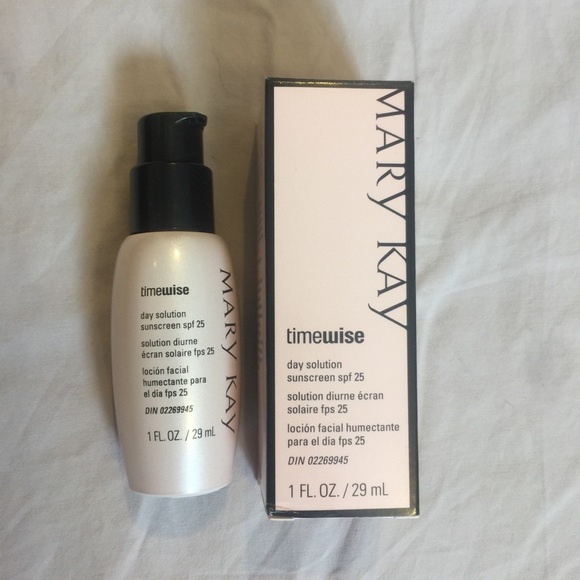 timewise
day solution
sunscreen spf 25
solution diurne
écran solaire fps 25
loción facial
humectante para
el día fps 25
DIN 02269945
1 FL. OZ. / 29 mL
MARY KAY
MARY KAY
timewise
day solution
sunscreen spf 25
solution diurne écran
solaire fps 25
loción facial humectante
para el día fps 25
DIN 02269945
1 FL. OZ. / 29 mL